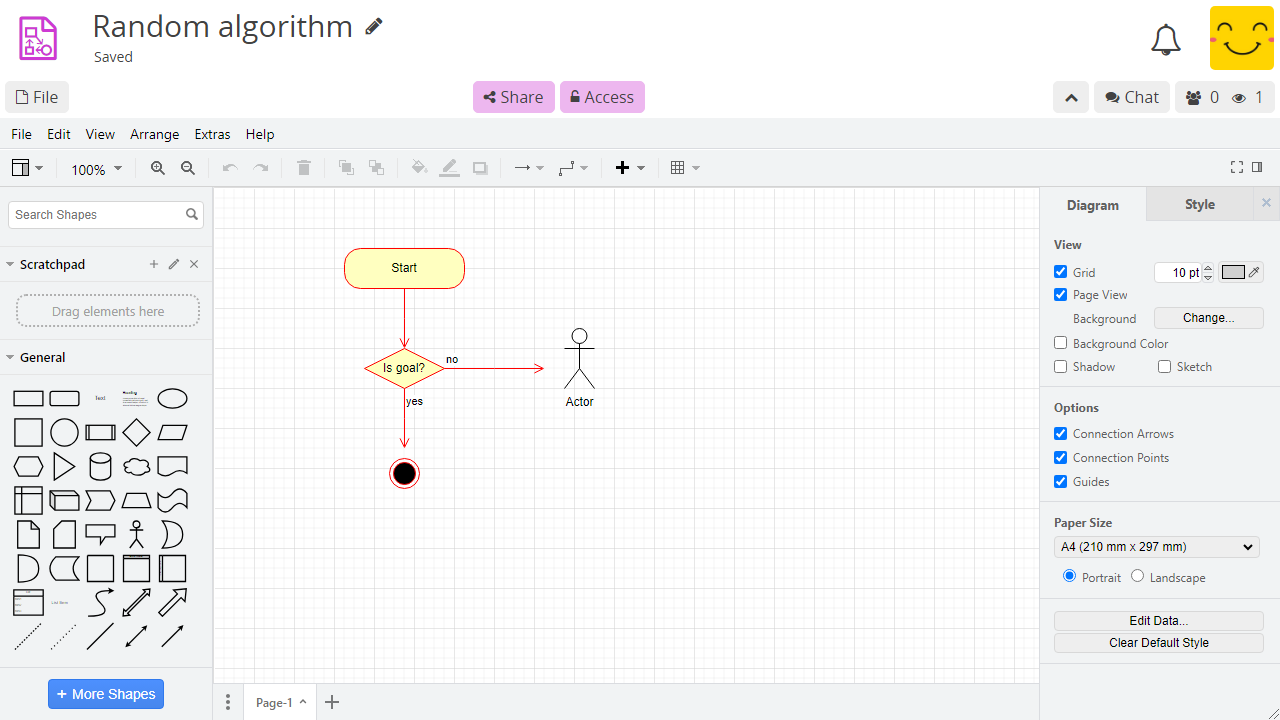 Random algorithm
Saved
File
Share
Access
Chat
0
1
File Edit View Arrange Extras Help
100%
Search Shapes
Scratchpad
Drag elements here
General
Text
Heading
List Item
More Shapes
Start
Is goal?
no
yes
Actor
Page-1
Diagram
Style
View
Grid
10 pt
Page View
Background
Change...
Background Color
Shadow
Sketch
Options
Connection Arrows
Connection Points
Guides
Paper Size
A4 (210 mm x 297 mm)
Portrait
Landscape
Edit Data...
Clear Default Style